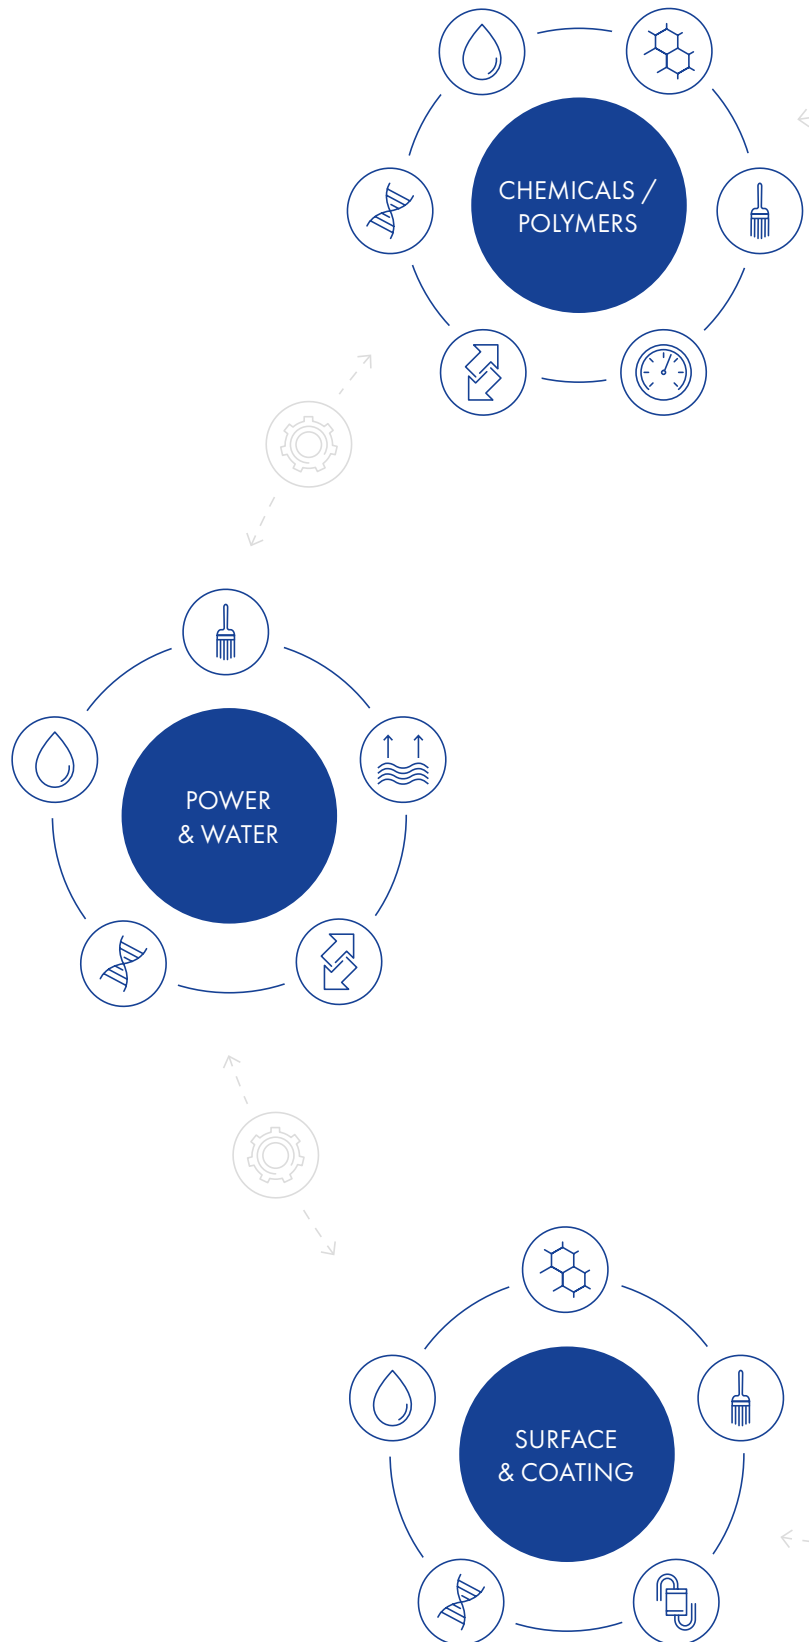 CHEMICALS /
POLYMERS
POWER
& WATER
SURFACE
& COATING